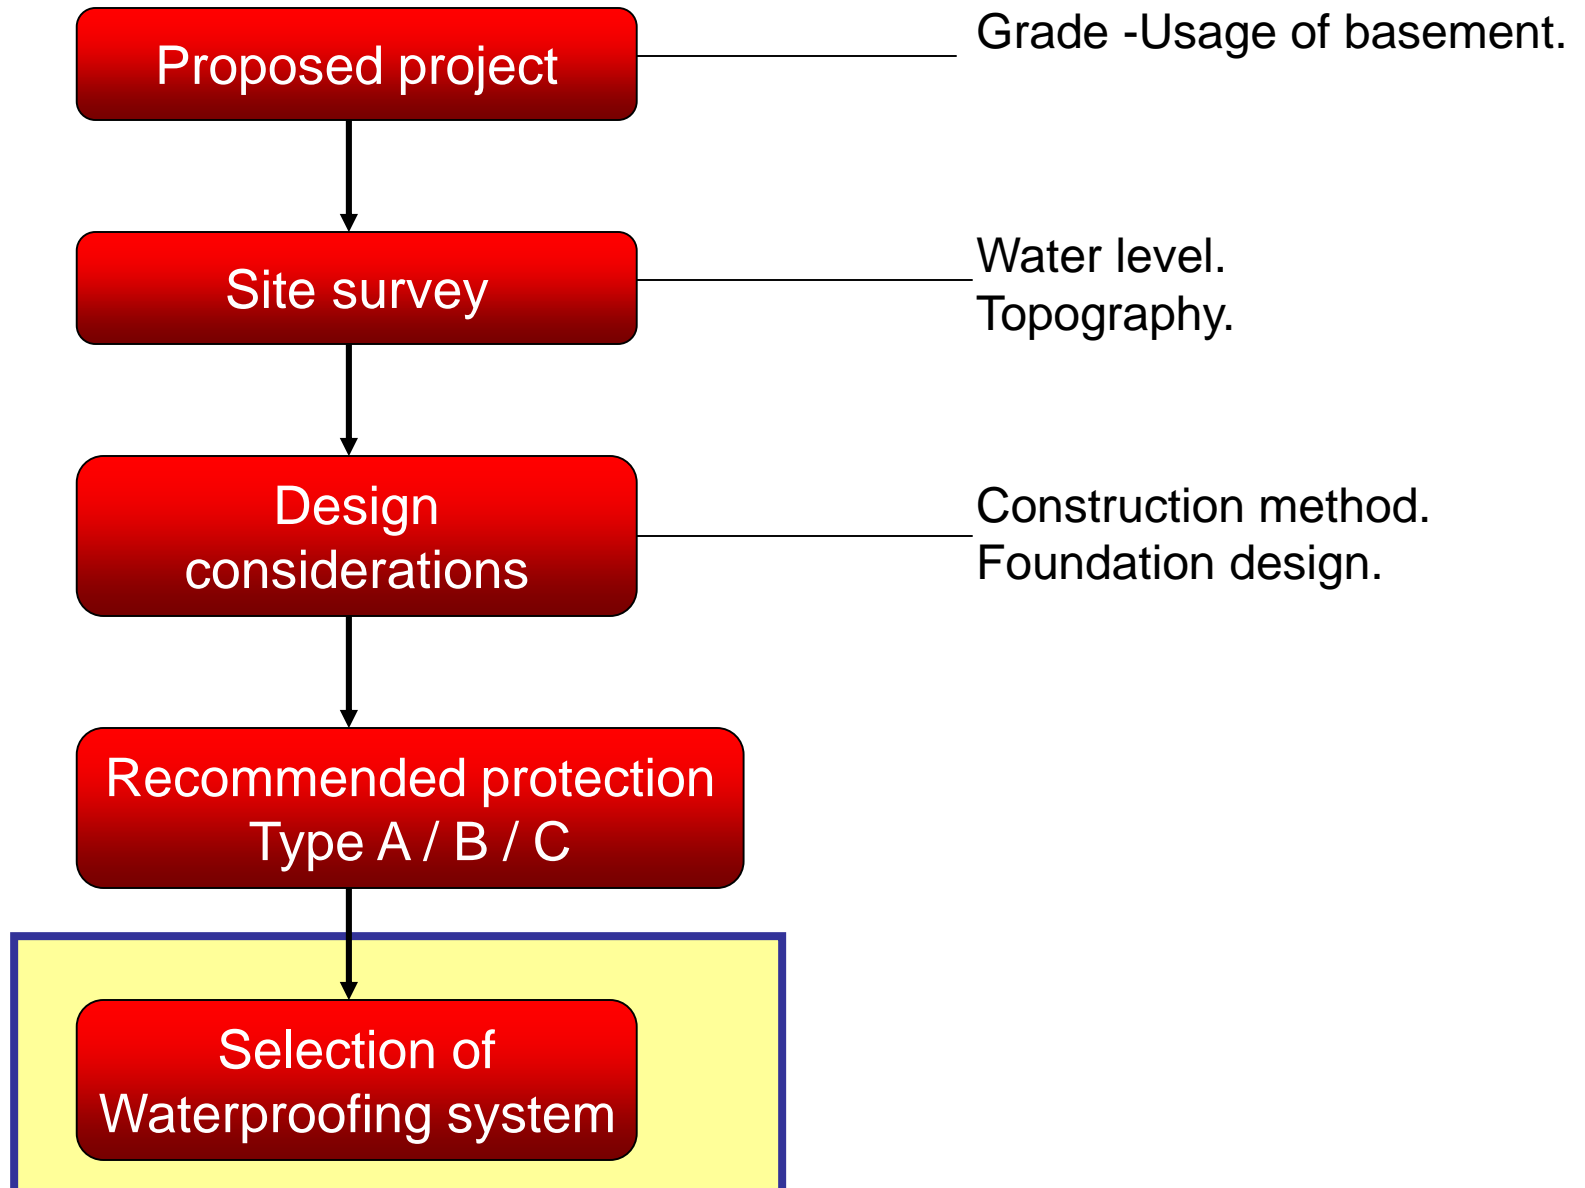 Proposed project
Grade -Usage of basement.
Site survey
Water level.
Topography.
Design
considerations
Construction method.
Foundation design.
Recommended protection
Type A / B / C
Selection of
Waterproofing system